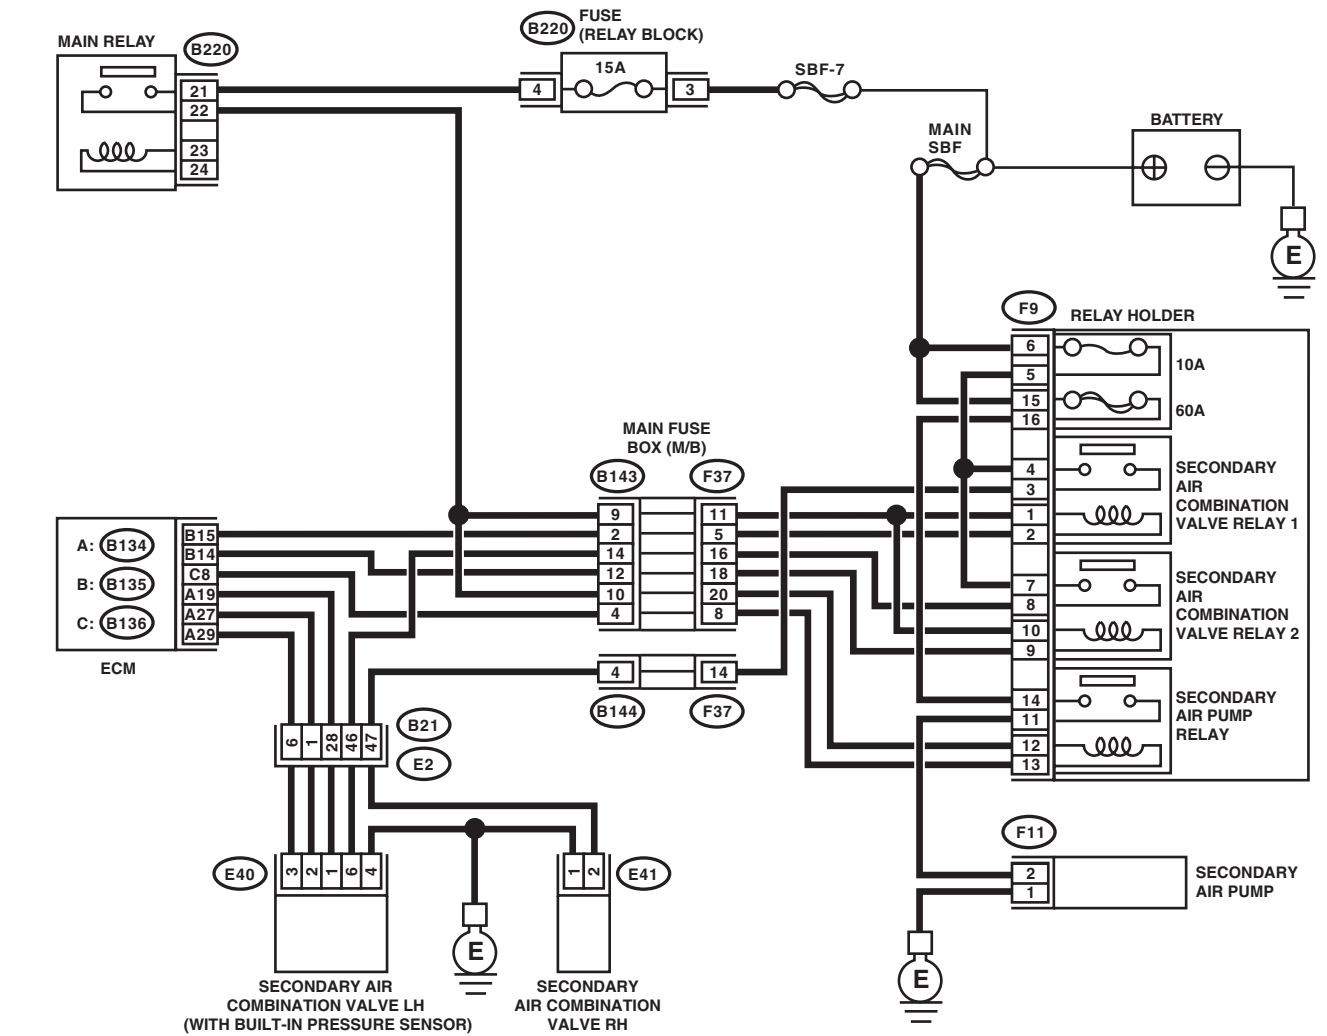 FUSE
(RELAY BLOCK)
B220
MAIN RELAY
B220
15A
SBF-7
21
4
3
22
23
24
MAIN
SBF
BATTERY
E
F9
RELAY HOLDER
6
5
15
16
10A
60A
4
3
1
2
SECONDARY
AIR
COMBINATION
VALVE RELAY 1
7
8
10
9
SECONDARY
AIR
COMBINATION
VALVE RELAY 2
14
11
12
13
SECONDARY
AIR PUMP
RELAY
MAIN FUSE
BOX (M/B)
B143
F37
9
11
2
5
14
16
12
18
10
20
4
8
4
14
B144
F37
A: B134
B: B135
C: B136
B15
B14
C8
A19
A27
A29
ECM
6
1
28
46
47
B21
E2
E40
3
2
1
6
4
1
2
E41
E
SECONDARY AIR
COMBINATION VALVE LH
(WITH BUILT-IN PRESSURE SENSOR)
SECONDARY
AIR COMBINATION
VALVE RH
F11
2
1
SECONDARY
AIR PUMP
E